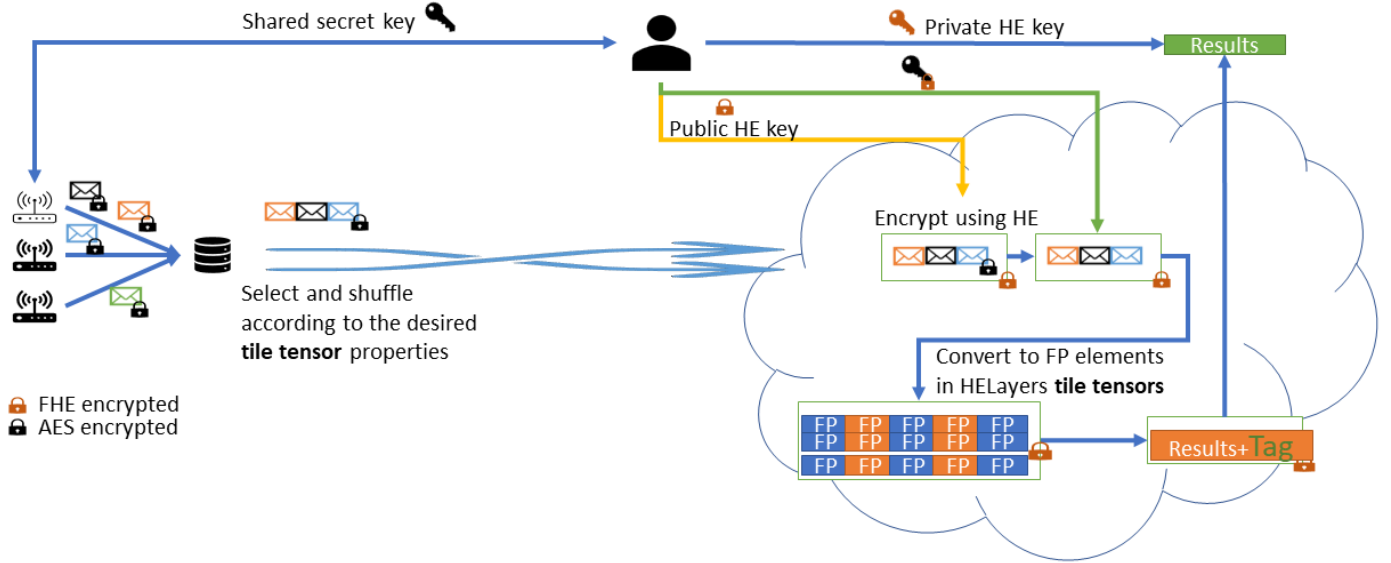 Shared secret key
Private HE key
Results
Public HE key
Encrypt using HE
Select and shuffle
according to the desired
tile tensor properties
Convert to FP elements
in HELayers tile tensors
FHE encrypted
AES encrypted
FP FP FP FP FP
FP FP FP FP FP
FP FP FP FP FP
Results+Tag